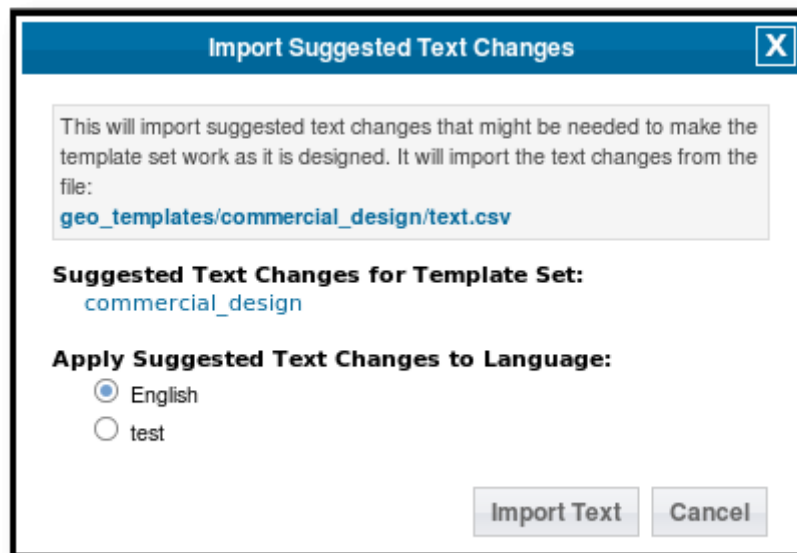 Import Suggested Text Changes
X
This will import suggested text changes that might be needed to make the
template set work as it is designed. It will import the text changes from the
file:
geo_templates/commercial_design/text.csv
Suggested Text Changes for Template Set:
commercial_design
Apply Suggested Text Changes to Language:
English
test
Import Text
Cancel